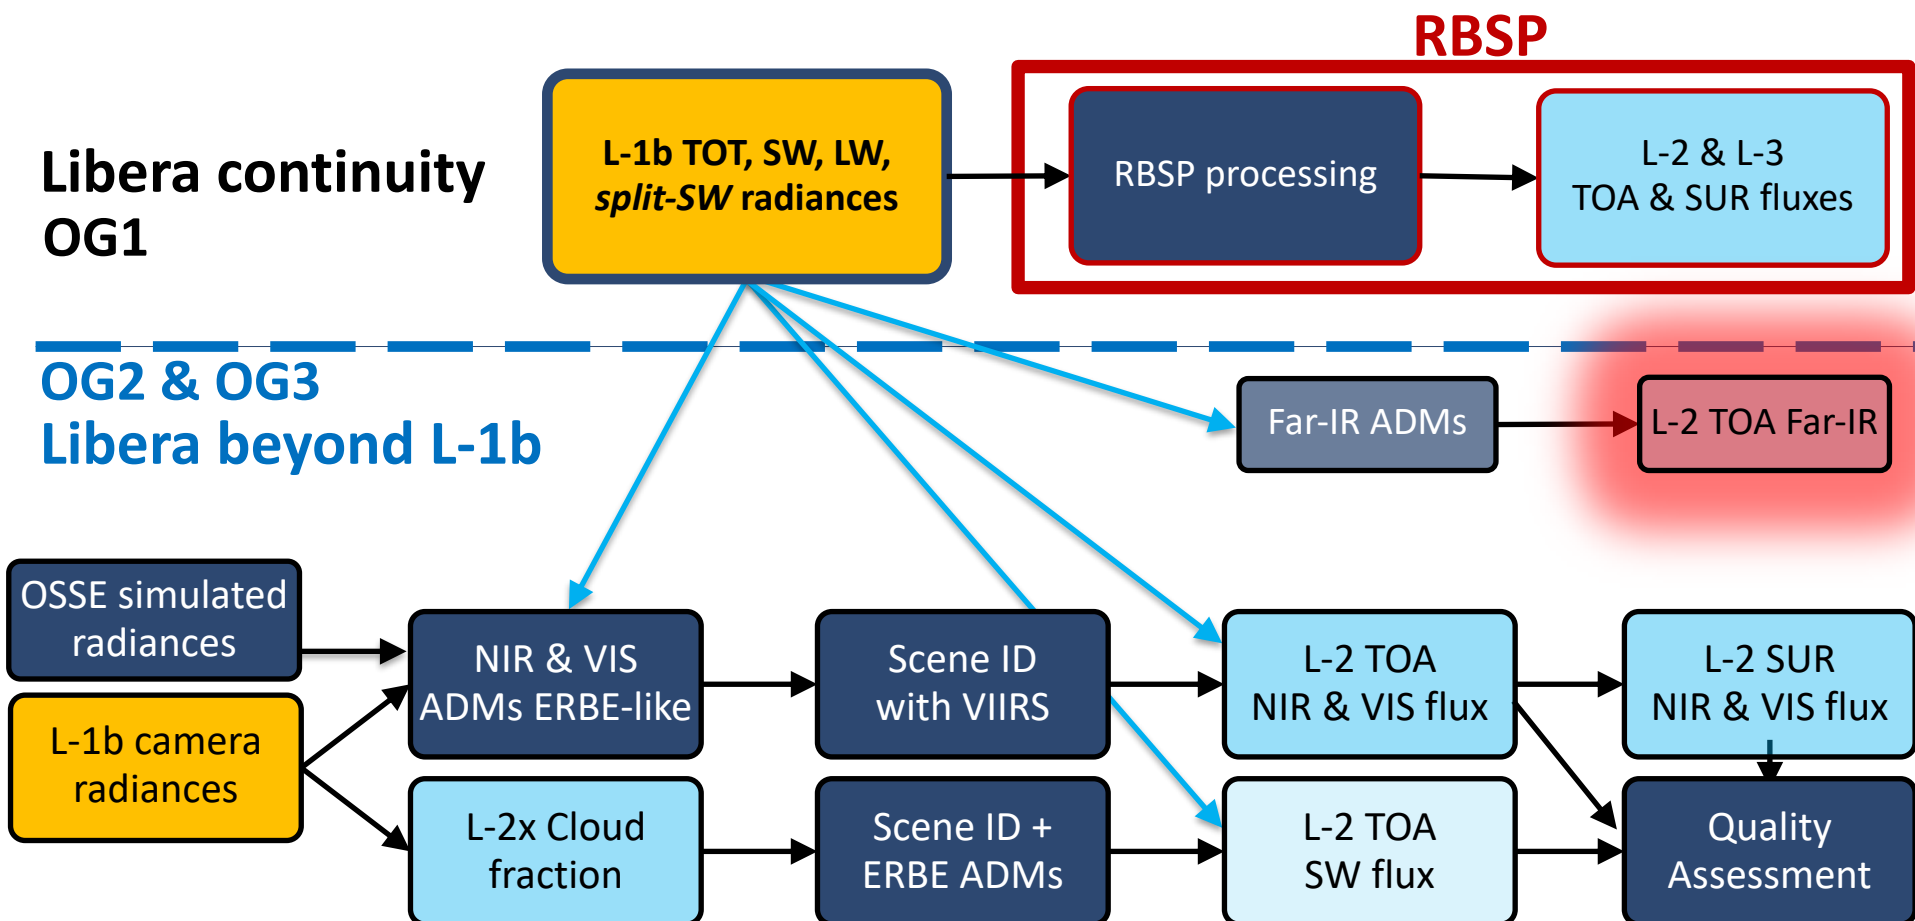 RBSP
Libera continuity
OG1
L-1b TOT, SW, LW,
split-SW radiances
RBSP processing
L-2 & L-3
TOA & SUR fluxes
OG2 & OG3
Libera beyond L-1b
Far-IR ADMs
L-2 TOA Far-IR
OSSE simulated
radiances
L-1b camera
radiances
NIR & VIS
ADMs ERBE-like
Scene ID
with VIIRS
L-2 TOA
NIR & VIS flux
L-2 SUR
NIR & VIS flux
L-2x Cloud
fraction
Scene ID +
ERBE ADMs
L-2 TOA
SW flux
Quality
Assessment